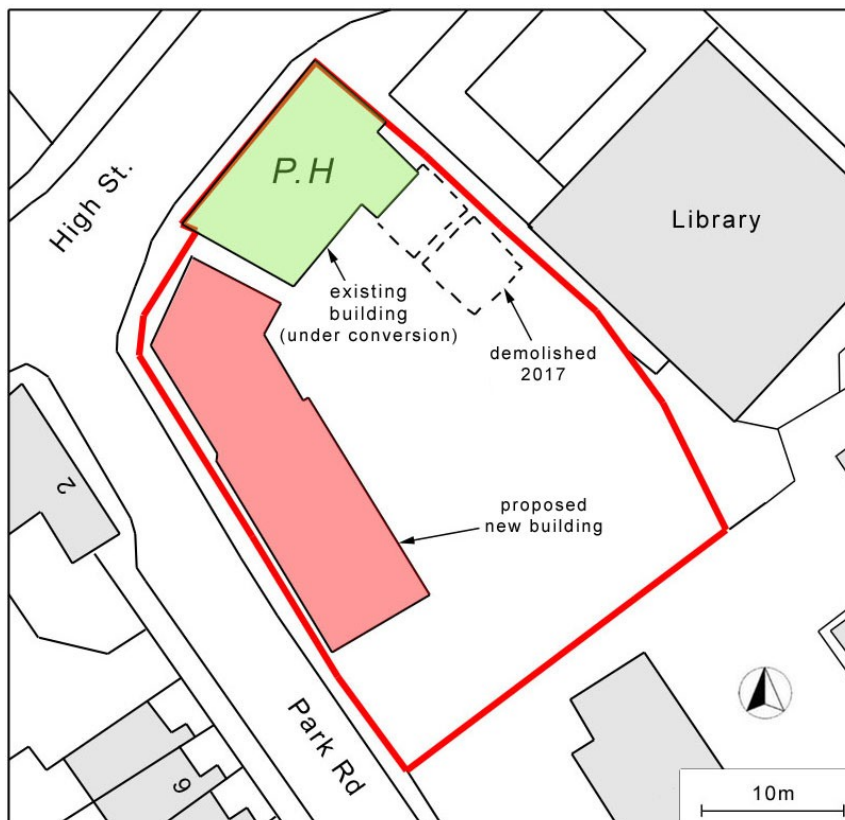 P.H
High St.
Library
existing
building
(under conversion)
demolished
2017
2
proposed
new building
Park Rd
6
10m